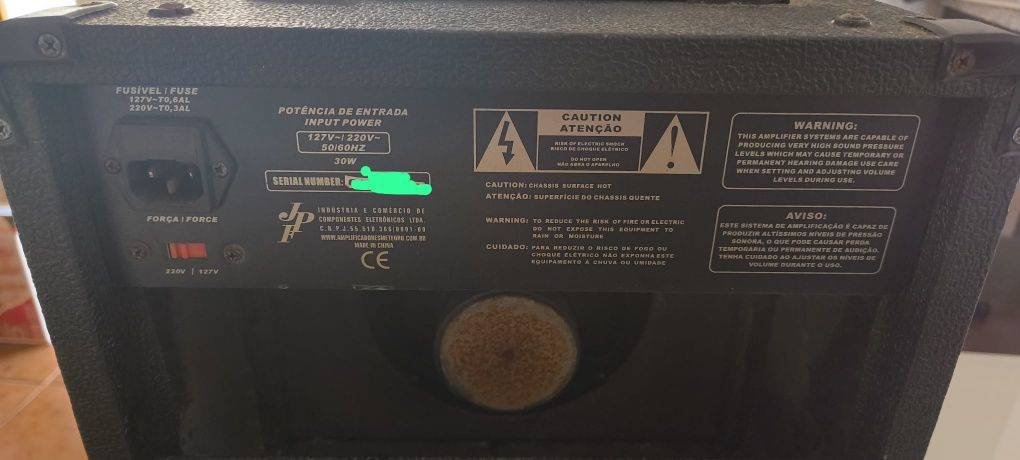 FUSÍVEL / FUSE
127V~T0,6AL
220V~T0,3AL
FORÇA / FORCE
220V | 127V
POTÊNCIA DE ENTRADA
INPUT POWER
127V~/ 220V~
50/60HZ
30W
SERIAL NUMBER:
JPF
INDÚSTRIA E COMÉRCIO DE
COMPONENTES ELETRÔNICOS LTDA.
C.N.P.J.55.510.366/0001-60
WWW.AMPLIFICADORESMETEORO.COM.BR
MADE IN CHINA
CE
CAUTION
ATENÇÃO
RISK OF ELECTRIC SHOCK
RISCO DE CHOQUE ELÉTRICO
DO NOT OPEN
NÃO ABRA O APARELHO
CAUTION: CHASSIS SURFACE HOT
ATENÇÃO: SUPERFÍCIE DO CHASSIS QUENTE
WARNING: TO REDUCE THE RISK OF FIRE OR ELECTRIC
DO NOT EXPOSE THIS EQUIPMENT TO
RAIN OR MOISTURE
CUIDADO: PARA REDUZIR O RISCO DE FOGO OU
CHOQUE ELÉTRICO NÃO EXPONHA ESTE
EQUIPAMENTO À CHUVA OU UMIDADE
WARNING:
THIS AMPLIFIER SYSTEMS ARE CAPABLE OF
PRODUCING VERY HIGH SOUND PRESSURE
LEVELS WHICH MAY CAUSE TEMPORARY OR
PERMANENT HEARING DAMAGE USE CARE
WHEN SETTING AND ADJUSTING VOLUME
LEVELS DURING USE.
AVISO:
ESTE SISTEMA DE AMPLIFICAÇÃO É CAPAZ DE
PRODUZIR ALTÍSSIMOS NÍVEIS DE PRESSÃO
SONORA, O QUE PODE CAUSAR PERDA
TEMPORÁRIA OU PERMANENTE DE AUDIÇÃO.
TENHA CUIDADO AO AJUSTAR OS NÍVEIS DE
VOLUME DURANTE O USO.